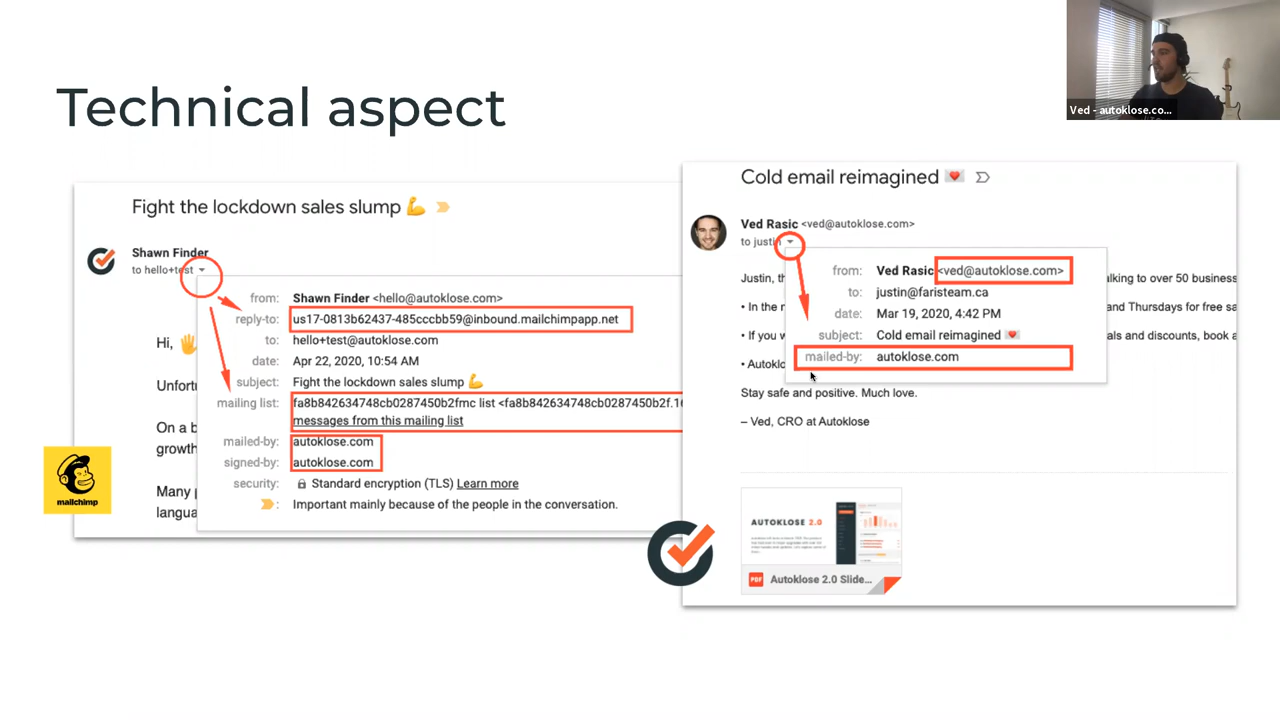 Ved - autoklose.co...
Technical aspect
Fight the lockdown sales slump 💪
Shawn Finder
to hello+test
from: Shawn Finder <hello@autoklose.com>
reply-to: us17-0813b62437-485cccbb59@inbound.mailchimpapp.net
to: hello+test@autoklose.com
date: Apr 22, 2020, 10:54 AM
subject: Fight the lockdown sales slump 💪
mailing list: fa8b842634748cb0287450b2fmc list <fa8b842634748cb0287450b2f.1
messages from this mailing list
mailed-by: autoklose.com
signed-by: autoklose.com
security: Standard encryption (TLS) Learn more
: Important mainly because of the people in the conversation.
Hi, 🖐
Unfort
On a b
growth
Many
langua
mailchimp
Cold email reimagined 💌
Ved Rasic <ved@autoklose.com>
to justin
from: Ved Rasic <ved@autoklose.com>
to: justin@faristeam.ca
date: Mar 19, 2020, 4:42 PM
subject: Cold email reimagined 💌
mailed-by: autoklose.com
Justin, th
alking to over 50 business
• In the n
and Thursdays for free sa
• If you w
als and discounts, book a
• Autoklo
Stay safe and positive. Much love.
– Ved, CRO at Autoklose
AUTOKLOSE 2.0
PDF Autoklose 2.0 Slide...